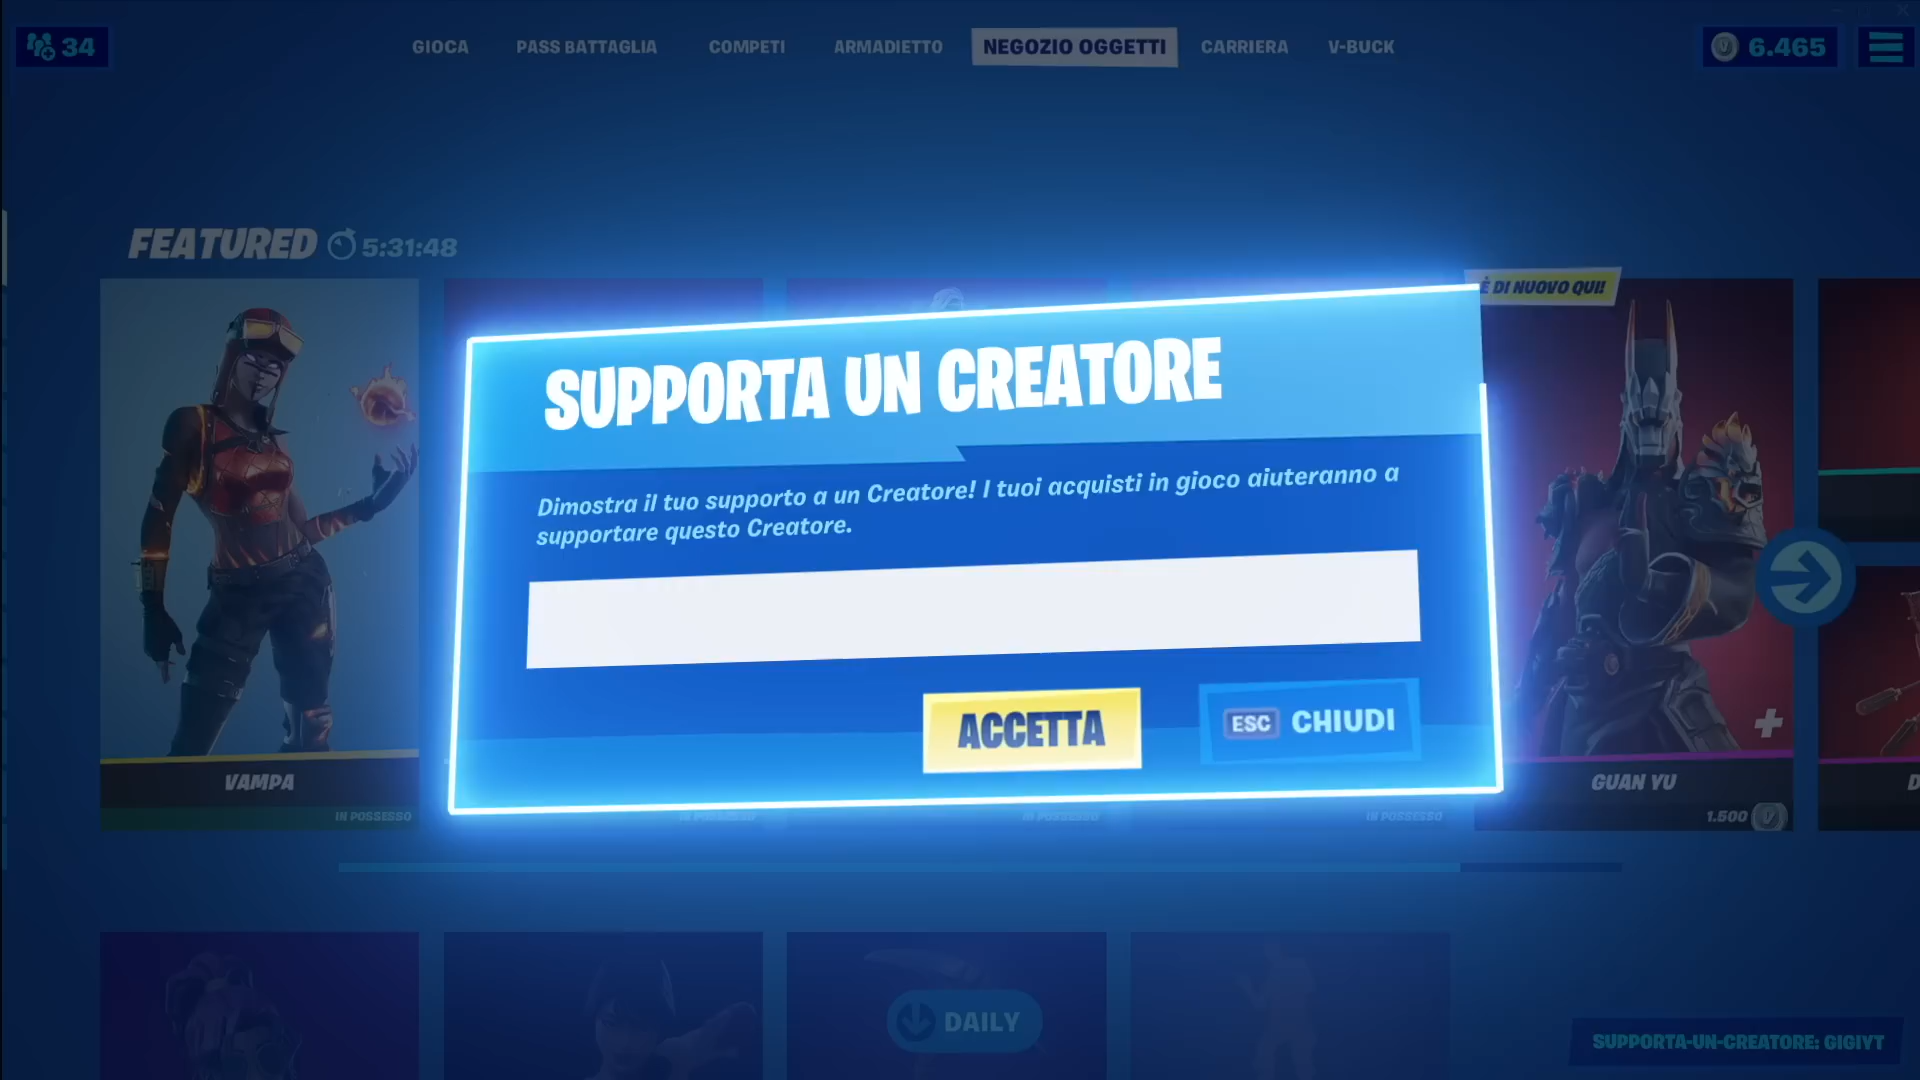 34
GIOCA
PASS BATTAGLIA
COMPETI
ARMADIETTO
NEGOZIO OGGETTI
CARRIERA
V-BUCK
6.465
FEATURED 5:31:48
È DI NUOVO QUI!
SUPPORTA UN CREATORE
Dimostra il tuo supporto a un Creatore! I tuoi acquisti in gioco aiuteranno a
supportare questo Creatore.
ACCETTA
ESC CHIUDI
VAMPA
IN POSSESSO
IN POSSESSO
IN POSSESSO
IN POSSESSO
GUAN YU
1.500
D
DAILY
SUPPORTA-UN-CREATORE: GIGIYT